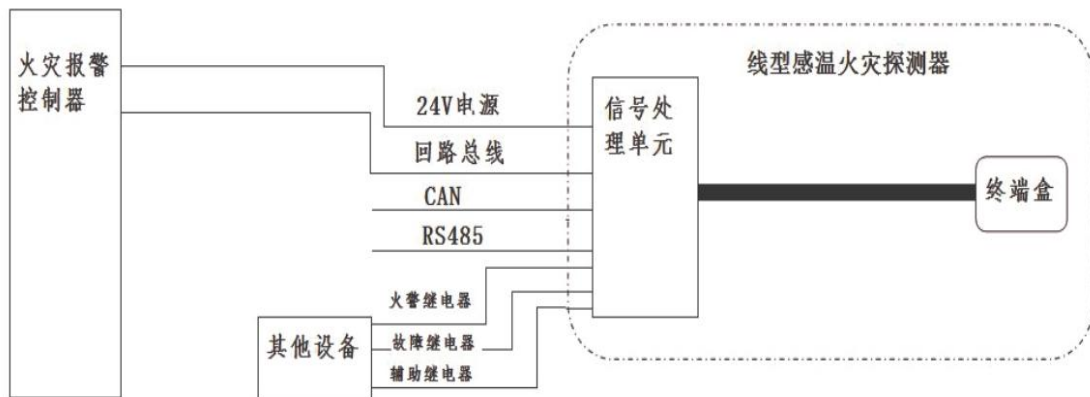 火灾报警
控制器
线型感温火灾探测器
24V电源
信号处
理单元
回路总线
CAN
终端盒
RS485
火警继电器
其他设备
故障继电器
辅助继电器